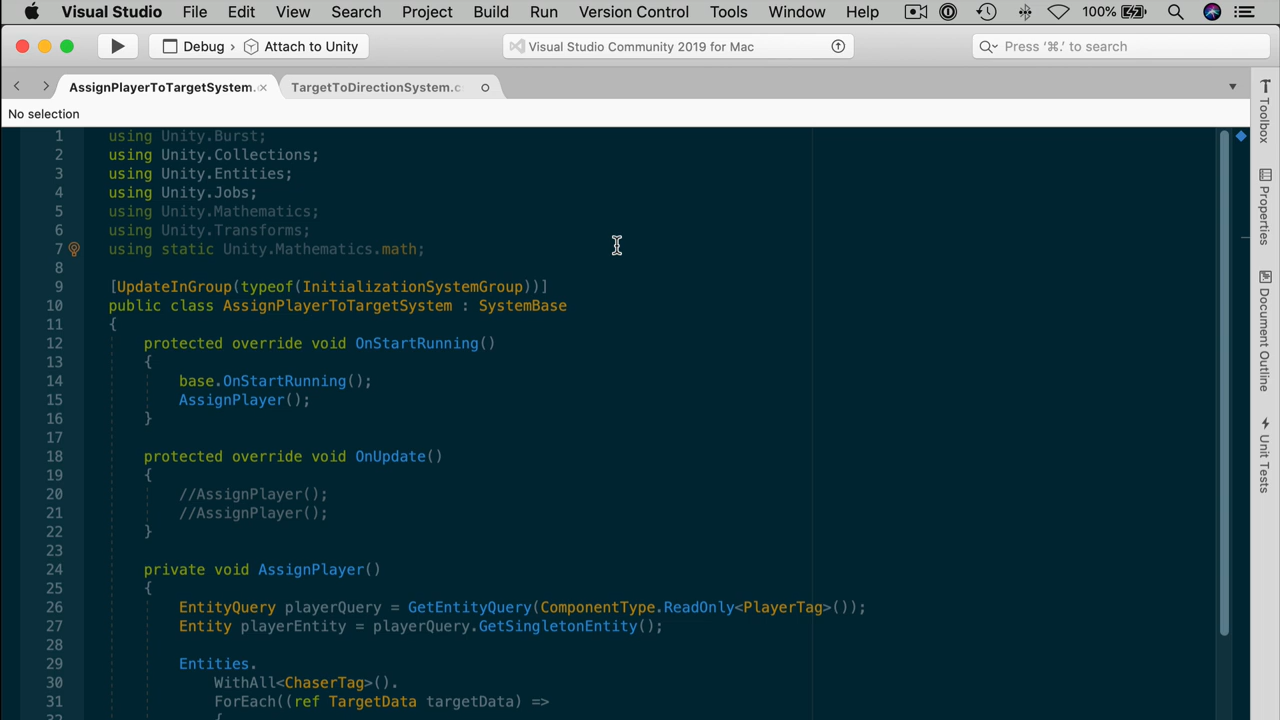 Visual Studio File Edit View Search Project Build Run Version Control Tools Window Help 100%
Debug › Attach to Unity Visual Studio Community 2019 for Mac Press ‘⌘.’ to search
AssignPlayerToTargetSystem. TargetToDirectionSystem.c
No selection
1 using Unity.Burst;
2 using Unity.Collections;
3 using Unity.Entities;
4 using Unity.Jobs;
5 using Unity.Mathematics;
6 using Unity.Transforms;
7 using static Unity.Mathematics.math;
8
9 [UpdateInGroup(typeof(InitializationSystemGroup))]
10 public class AssignPlayerToTargetSystem : SystemBase
11 {
12 protected override void OnStartRunning()
13 {
14 base.OnStartRunning();
15 AssignPlayer();
16 }
17
18 protected override void OnUpdate()
19 {
20 //AssignPlayer();
21 //AssignPlayer();
22 }
23
24 private void AssignPlayer()
25 {
26 EntityQuery playerQuery = GetEntityQuery(ComponentType.ReadOnly<PlayerTag>());
27 Entity playerEntity = playerQuery.GetSingletonEntity();
28
29 Entities.
30 WithAll<ChaserTag>().
31 ForEach((ref TargetData targetData) =>
32 {
Toolbox
Properties
Document Outline
Unit Tests